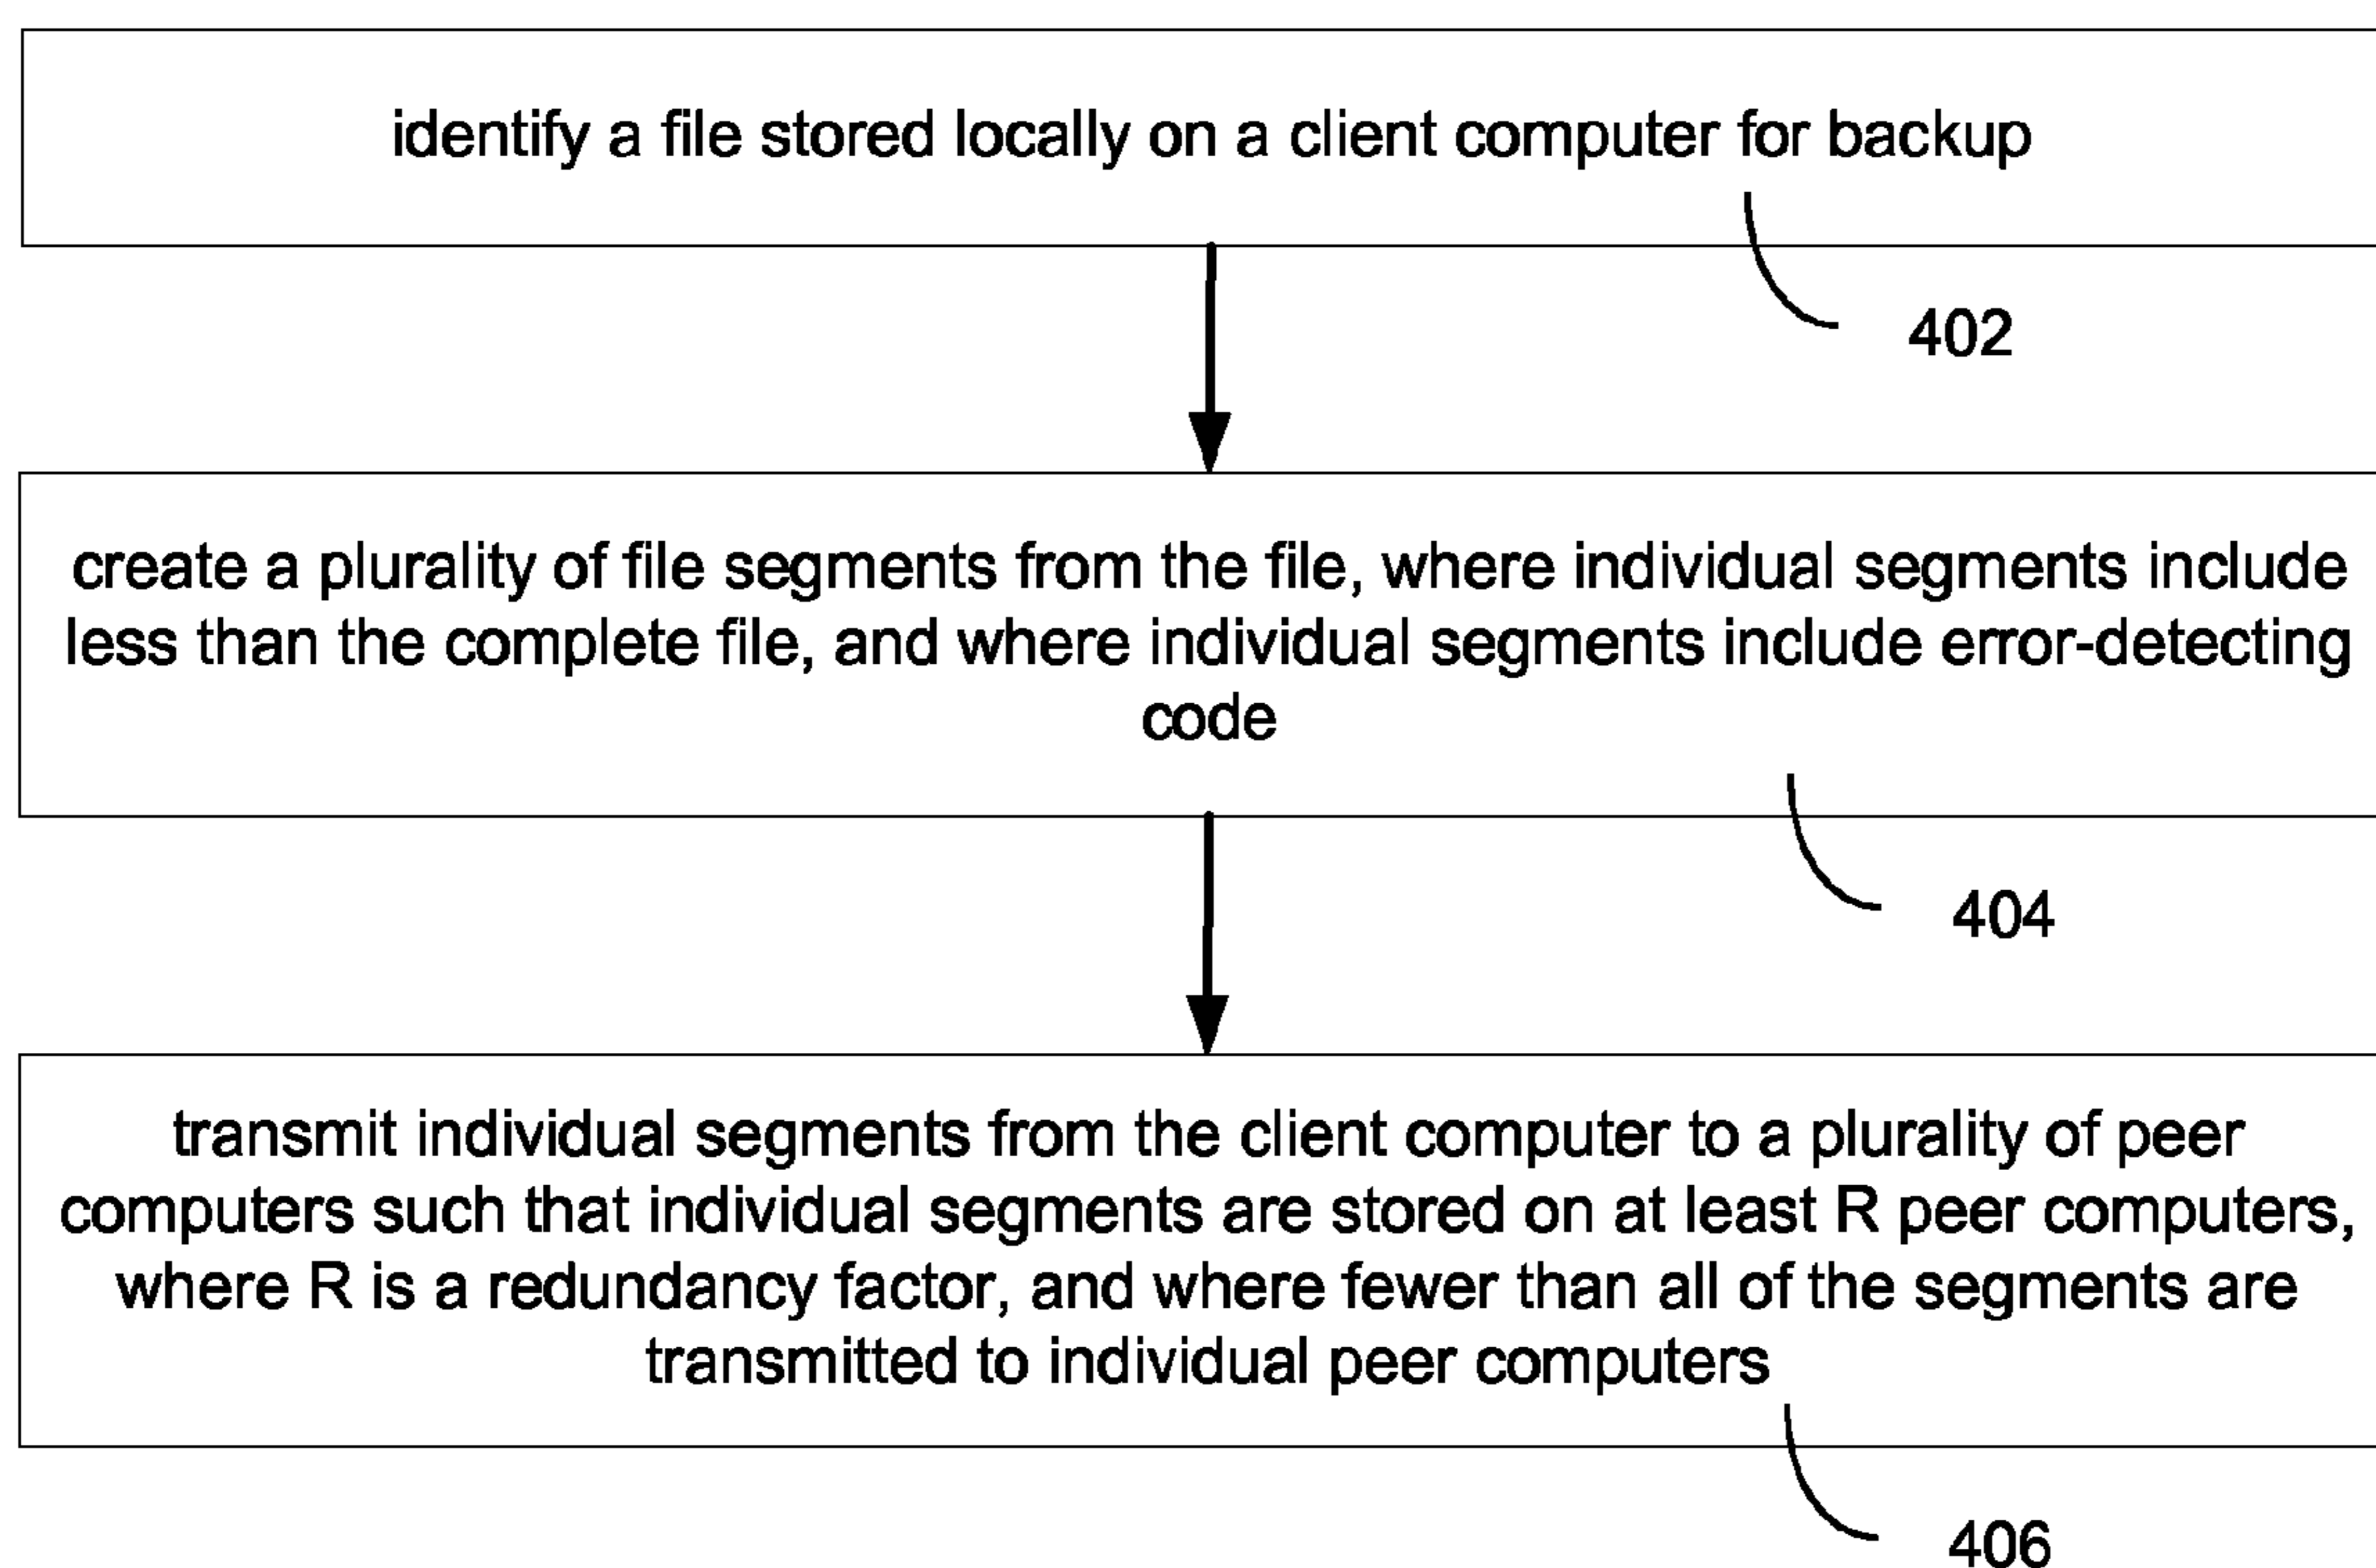 identify a file stored locally on a client computer for backup
402
create a plurality of file segments from the file, where individual segments include
less than the complete file, and where individual segments include error-detecting
code
404
transmit individual segments from the client computer to a plurality of peer
computers such that individual segments are stored on at least R peer computers,
where R is a redundancy factor, and where fewer than all of the segments are
transmitted to individual peer computers
406